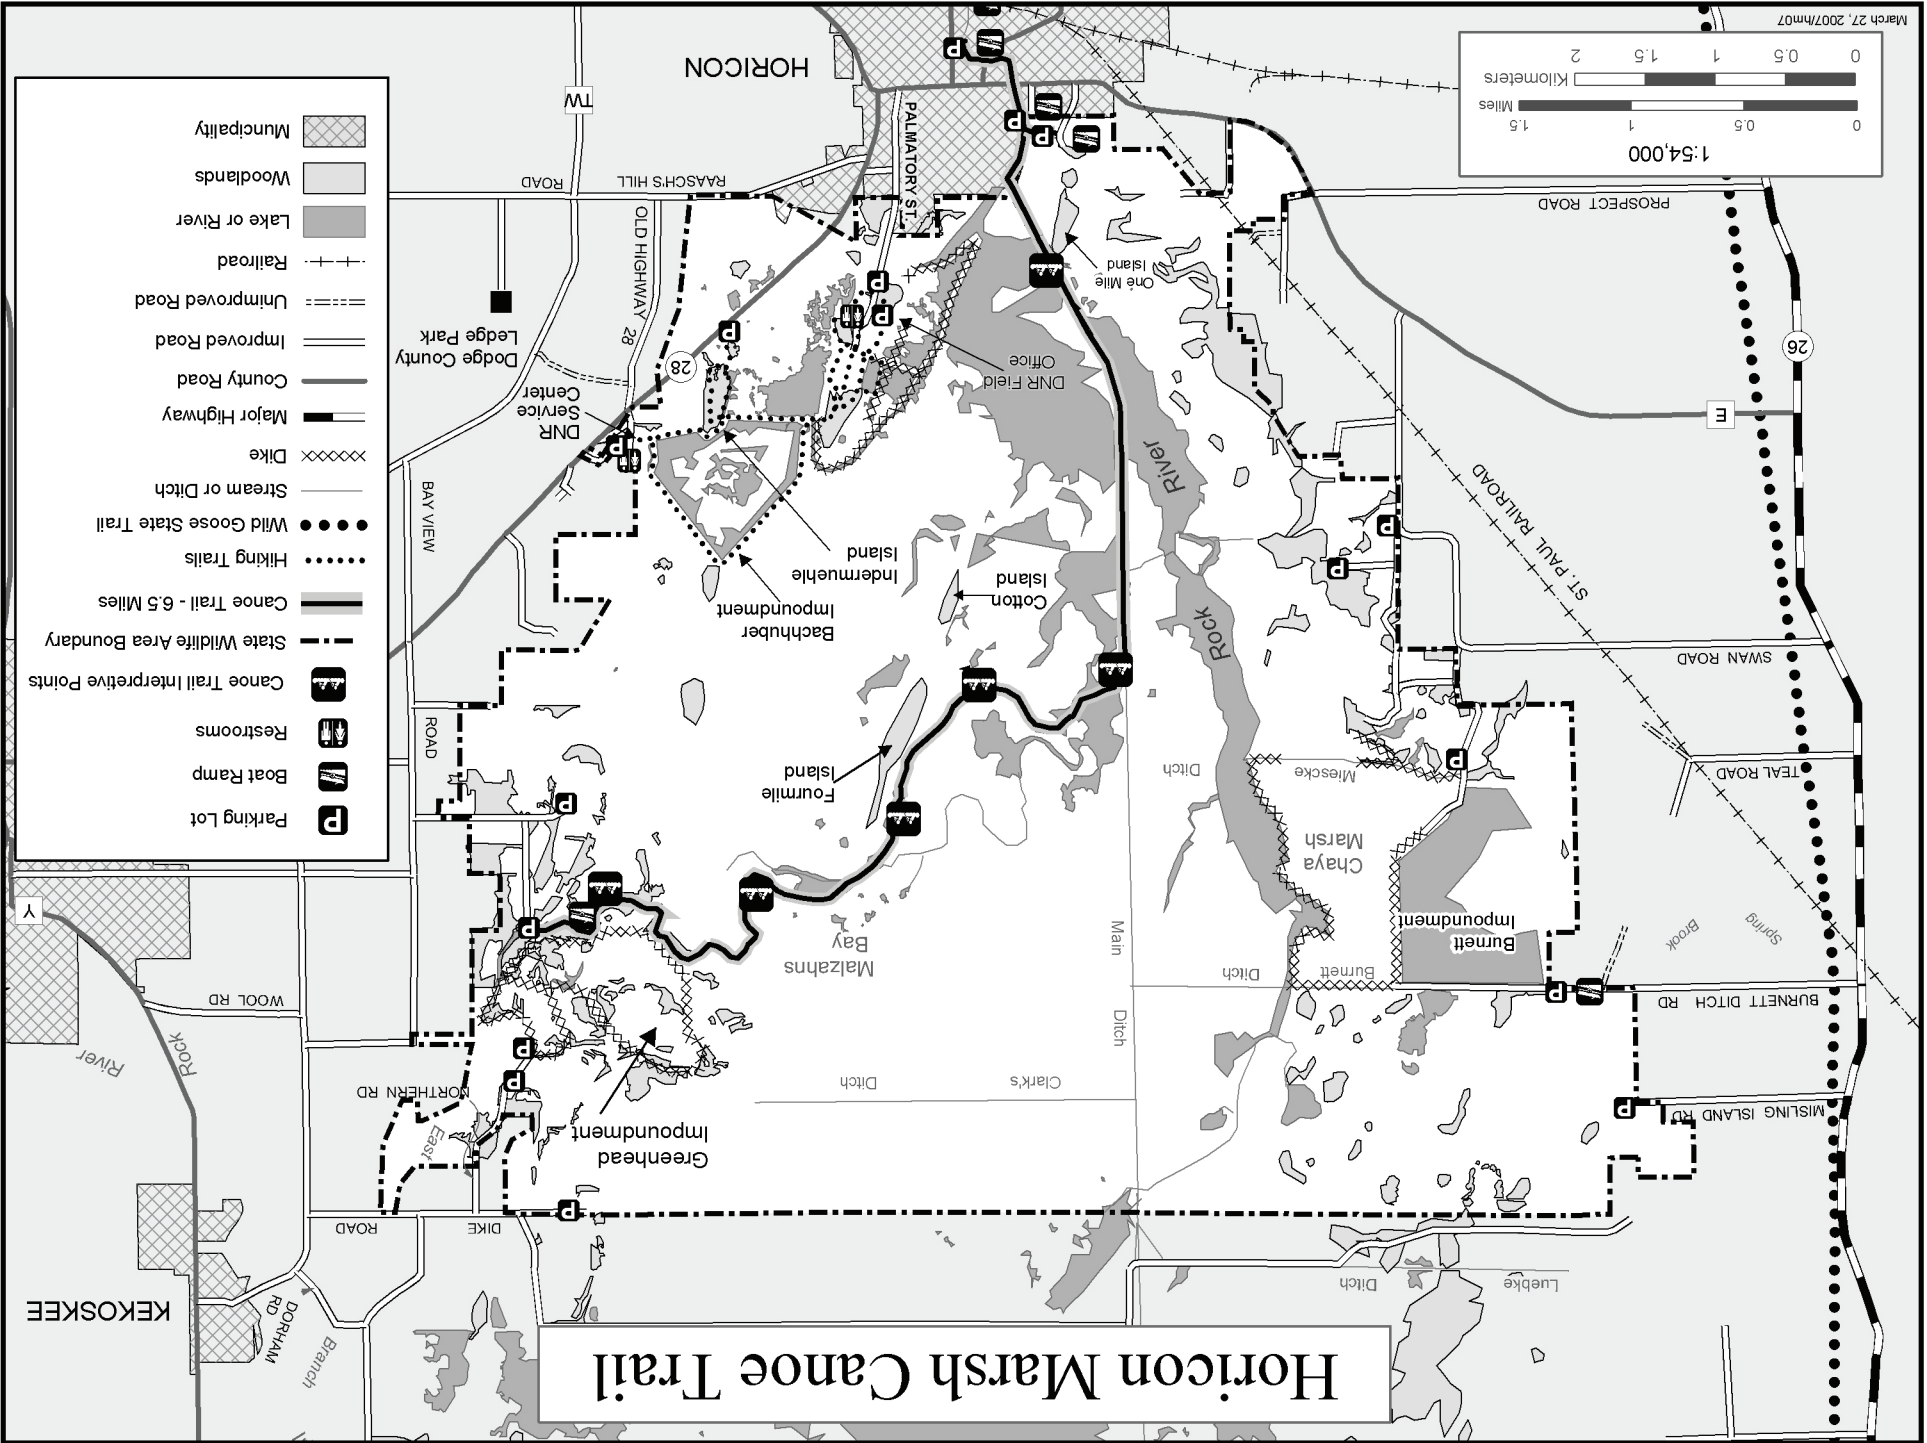 Horicon Marsh Canoe Trail
KEKOSKEE
DORHAM
RD
Branch
Luebke
Ditch
DIKE
ROAD
MISLING ISLAND RD
Greenhead
Impoundment
East
NORTHERN RD
Clark's
Ditch
Rock
River
BURNETT DITCH RD
WOOL RD
Main
Ditch
Burnett
Ditch
Spring
Brook
Burnett
Impoundment
Malzahns
Bay
Y
Chaya
Marsh
Miescke
Ditch
TEAL ROAD
Fourmile
Island
BAY VIEW
ROAD
SWAN ROAD
Rock
River
Cotton
Island
Bachhuber
Impoundment
Indermuehle
Island
ST. PAUL RAILROAD
E
26
DNR
Service
Center
28
DNR Field
Office
Dodge County
Ledge Park
OLD HIGHWAY 28
One Mile
Island
PROSPECT ROAD
PALMATORY ST.
RAASCH'S HILL
ROAD
TW
HORICON
Parking Lot
Boat Ramp
Restrooms
Canoe Trail Interpretive Points
State Wildlife Area Boundary
Canoe Trail - 6.5 Miles
Hiking Trails
Wild Goose State Trail
Stream or Ditch
Dike
Major Highway
County Road
Improved Road
Unimproved Road
Railroad
Lake or River
Woodlands
Muncipality
1:54,000
0 0.5 1 1.5
Miles
0 0.5 1 1.5 2
Kilometers
March 27, 2007/hm07